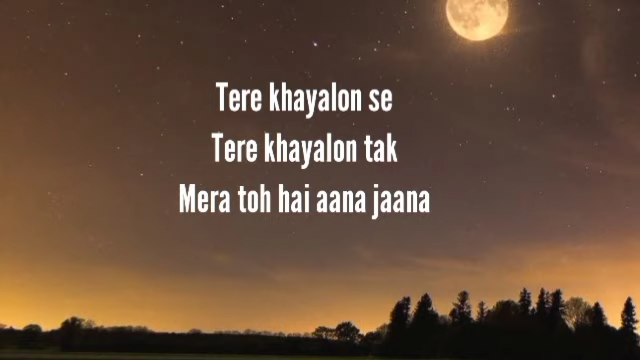 Tere khayalon se
Tere khayalon tak
Mera toh hai aana jaana